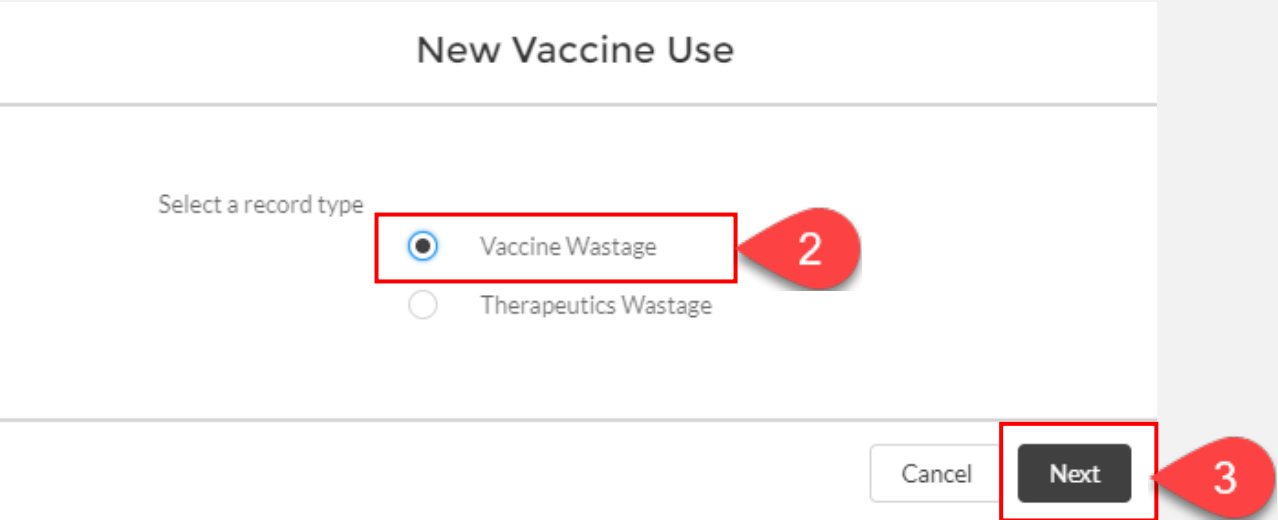 New Vaccine Use
Select a record type
Vaccine Wastage
2
Therapeutics Wastage
Cancel
Next
3